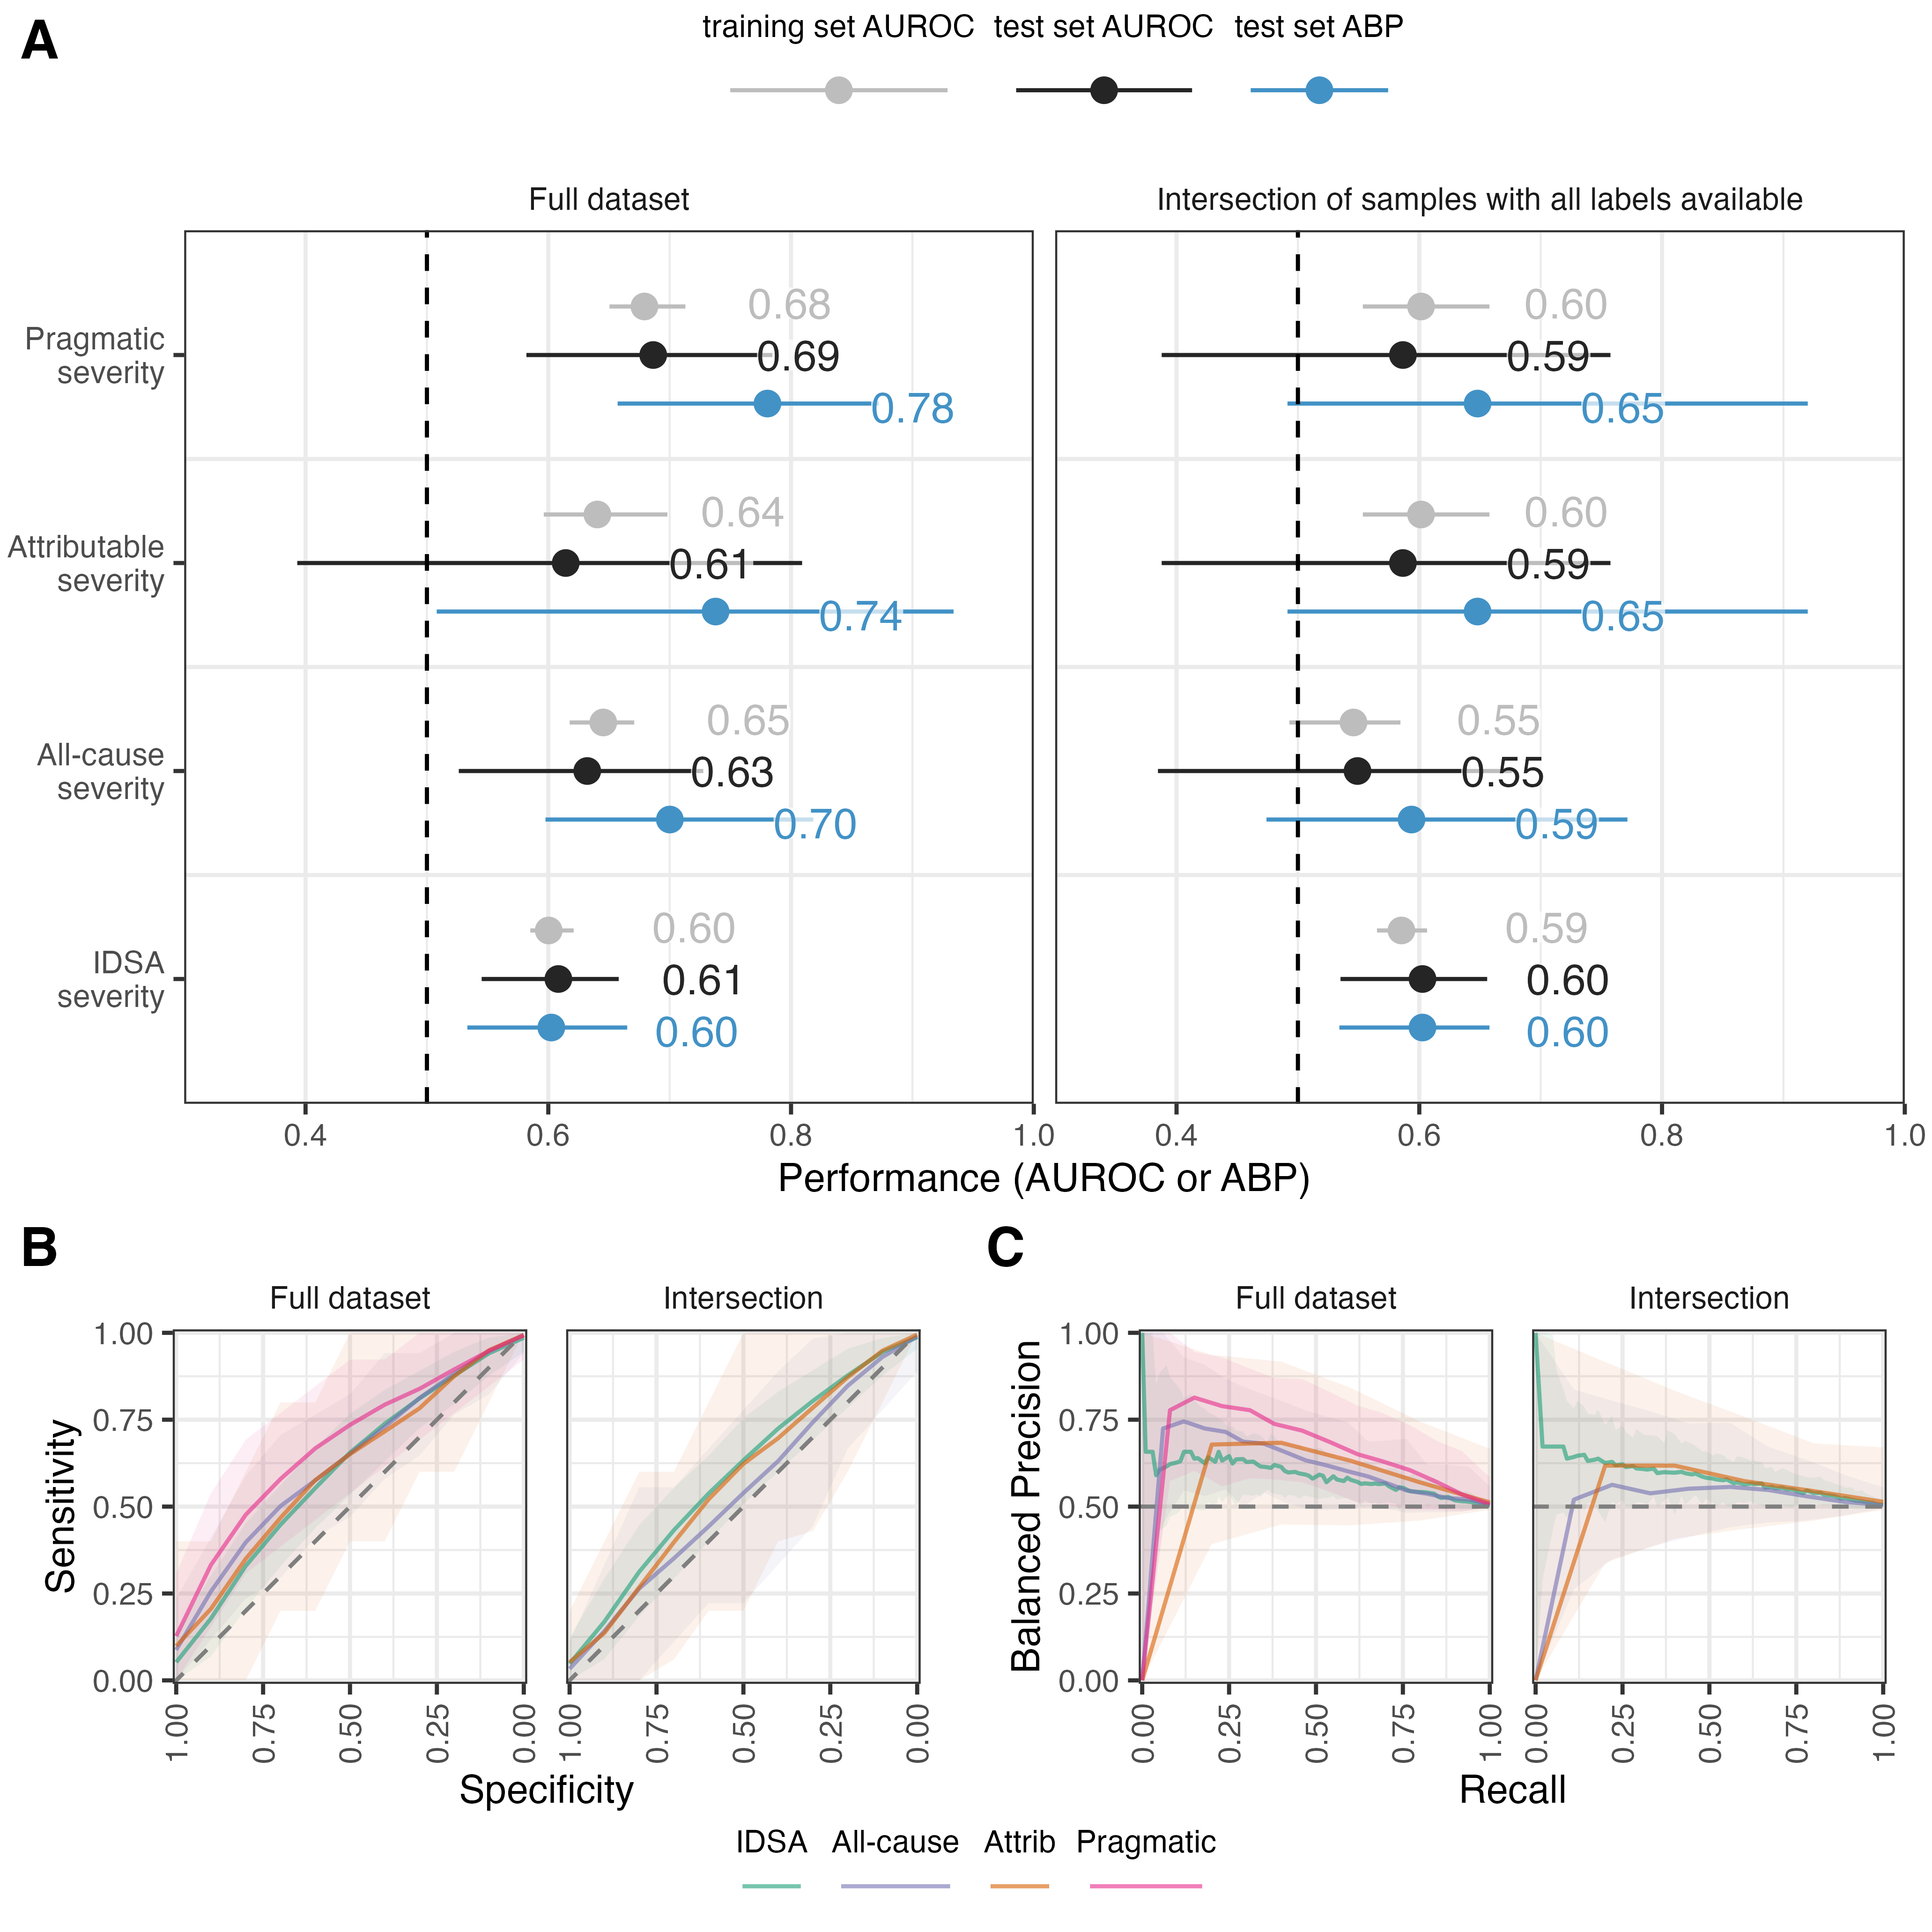 A
training set AUROC test set AUROC test set ABP
Full dataset
Intersection of samples with all labels available
Pragmatic
severity
0.68
0.69
0.78
0.60
0.59
0.65
Attributable
severity
0.64
0.61
0.74
0.60
0.59
0.65
All-cause
severity
0.65
0.63
0.70
0.55
0.55
0.59
IDSA
severity
0.60
0.61
0.60
0.59
0.60
0.60
0.4 0.6 0.8 1.0
0.4 0.6 0.8 1.0
Performance (AUROC or ABP)
B
Full dataset
Intersection
Sensitivity
1.00
0.75
0.50
0.25
0.00
1.00 0.75 0.50 0.25 0.00
1.00 0.75 0.50 0.25 0.00
Specificity
C
Full dataset
Intersection
Balanced Precision
1.00
0.75
0.50
0.25
0.00
0.00 0.25 0.50 0.75 1.00
0.00 0.25 0.50 0.75 1.00
Recall
IDSA All-cause Attrib Pragmatic